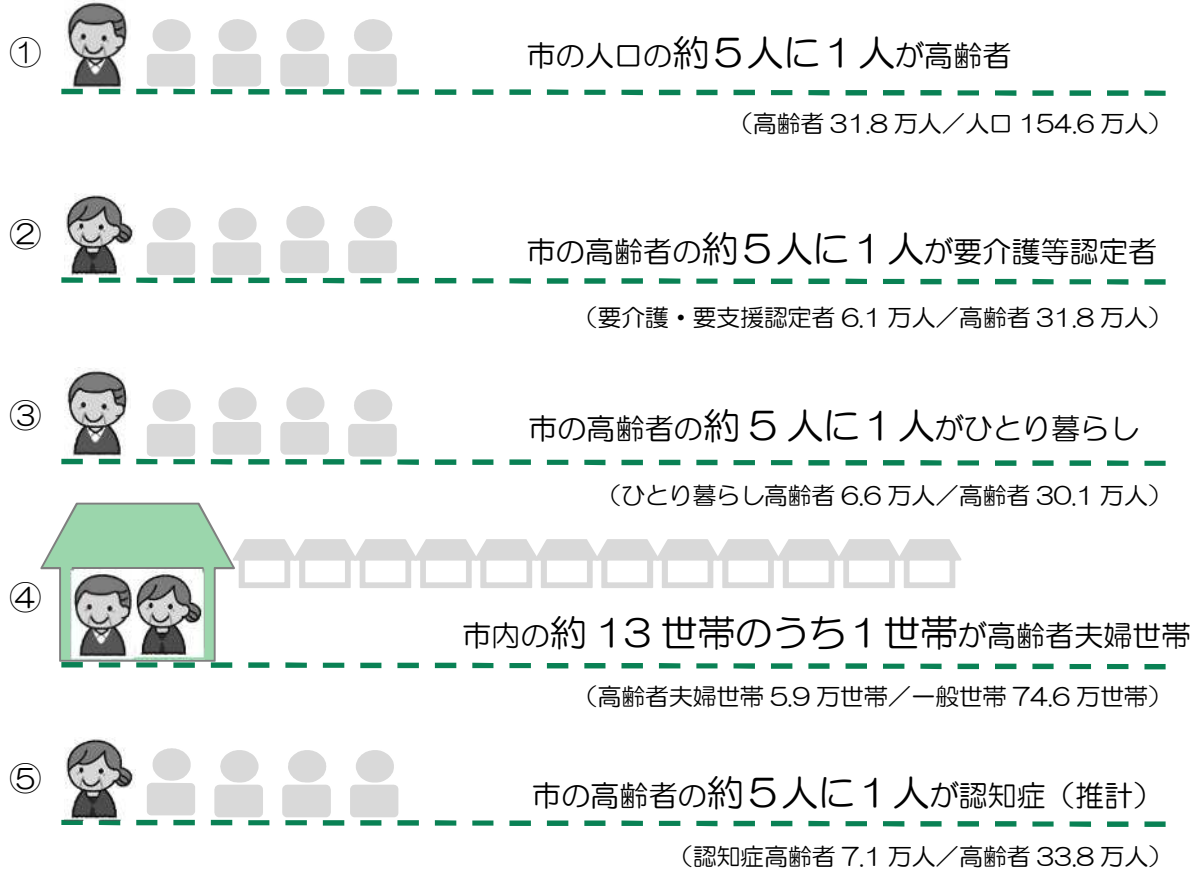 ① 市の人口の約5人に1人が高齢者
（高齢者 31.8 万人／人口 154.6 万人）
② 市の高齢者の約5人に1人が要介護等認定者
（要介護・要支援認定者 6.1 万人／高齢者 31.8 万人）
③ 市の高齢者の約 5 人に 1 人がひとり暮らし
（ひとり暮らし高齢者 6.6 万人／高齢者 30.1 万人）
④ 市内の約 13 世帯のうち1世帯が高齢者夫婦世帯
（高齢者夫婦世帯 5.9 万世帯／一般世帯 74.6 万世帯）
⑤ 市の高齢者の約5人に1人が認知症（推計）
（認知症高齢者 7.1 万人／高齢者 33.8 万人）